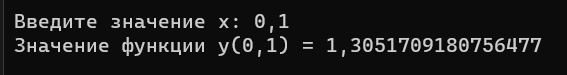 Введите значение x: 0,1
Значение функции y(0,1) = 1,3051709180756477